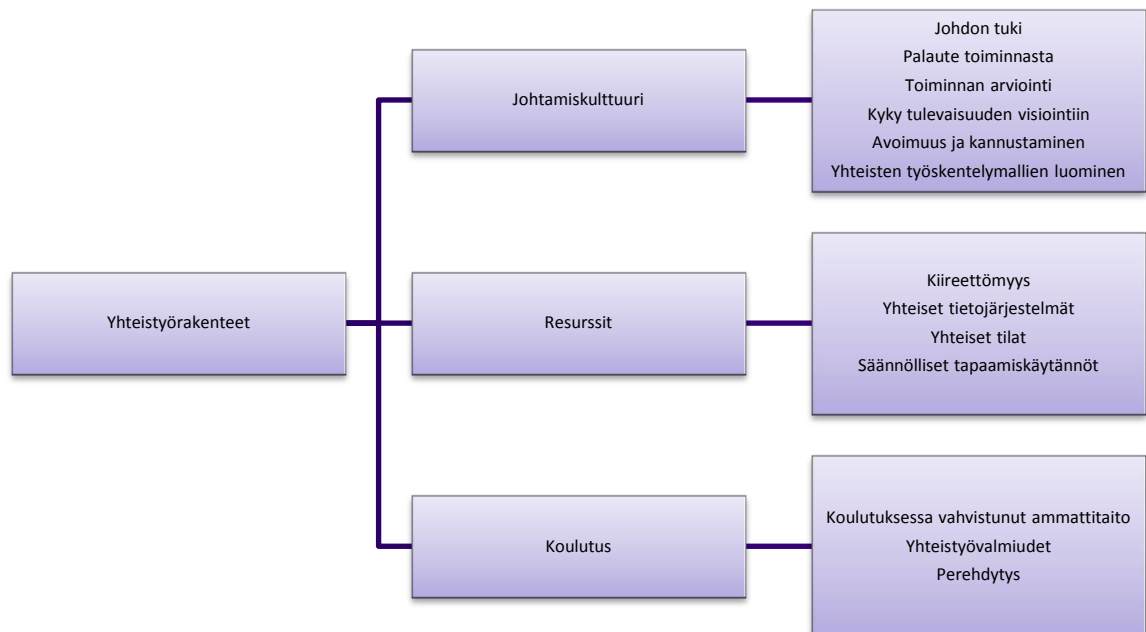 Yhteistyörakenteet
Johtamiskulttuuri
Johdon tuki
Palaute toiminnasta
Toiminnan arviointi
Kyky tulevaisuuden visiointiin
Avoimuus ja kannustaminen
Yhteisten työskentelymallien luominen
Resurssit
Kiireettömyys
Yhteiset tietojärjestelmät
Yhteiset tilat
Säännölliset tapaamiskäytännöt
Koulutus
Koulutuksessa vahvistunut ammattitaito
Yhteistyövalmiudet
Perehdytys